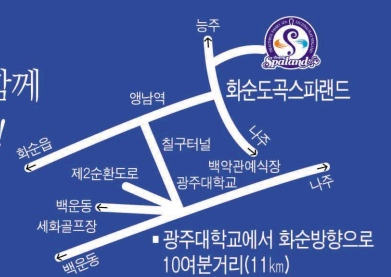 함께
능주
Spaland
화순도곡스파랜드
앵남역
화순읍
칠구터널
나주
백악관예식장
제2순환도로
광주대학교
나주
백운동
세화골프장
백운동
▪ 광주대학교에서 화순방향으로
10여분거리(11㎞)